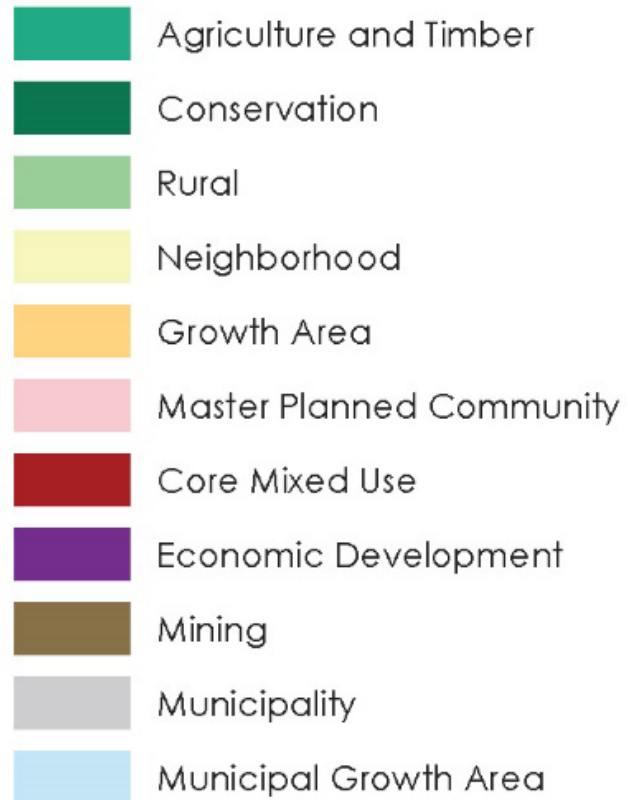 Agriculture and Timber
Conservation
Rural
Neighborhood
Growth Area
Master Planned Community
Core Mixed Use
Economic Development
Mining
Municipality
Municipal Growth Area